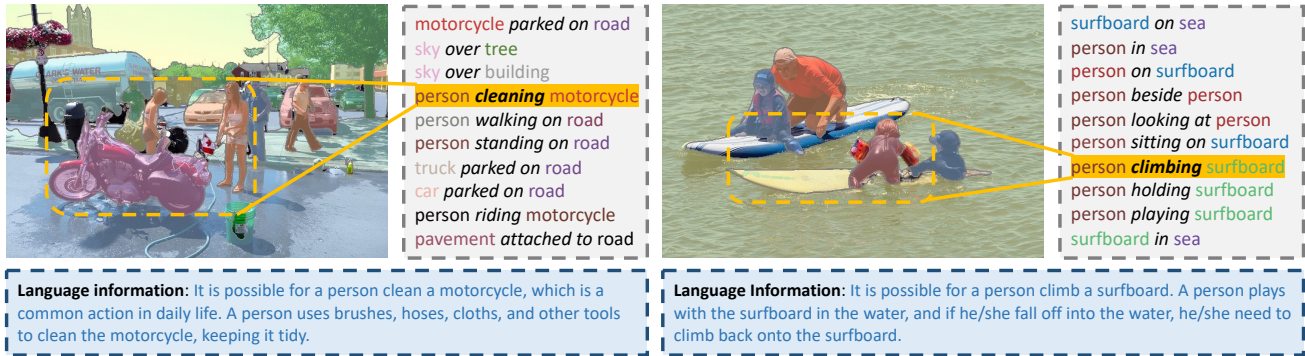 CLARK'S WATER
motorcycle parked on road
sky over tree
sky over building
person cleaning motorcycle
person walking on road
person standing on road
truck parked on road
car parked on road
person riding motorcycle
pavement attached to road
Language information: It is possible for a person clean a motorcycle, which is a
common action in daily life. A person uses brushes, hoses, cloths, and other tools
to clean the motorcycle, keeping it tidy.
surfboard on sea
person in sea
person on surfboard
person beside person
person looking at person
person sitting on surfboard
person climbing surfboard
person holding surfboard
person playing surfboard
surfboard in sea
Language Information: It is possible for a person climb a surfboard. A person plays
with the surfboard in the water, and if he/she fall off into the water, he/she need to
climb back onto the surfboard.